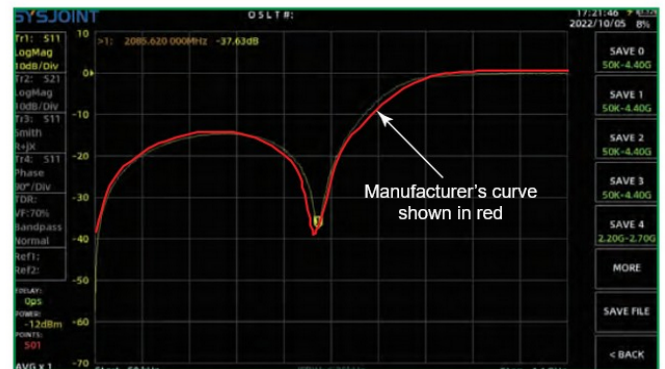 SYSJOINT
OSLT#:
17:21:46
2022/10/05 8%
Tr1: S11
LogMag
10dB/Div
Tr2: S21
LogMag
10dB/Div
Tr3: S11
Smith
R+jX
Tr4: S11
Phase
90°/Div
TDR:
VF:70%
Bandpass
Normal
Ref1:
Ref2:
EDELAY:
0ps
POWER:
-12dBm
POINTS:
501
AVG x 1
>1: 2085.620 000MHz -37.63dB
10
0
-10
-20
-30
-40
-50
-60
-70
Manufacturer's curve
shown in red
SAVE 0
50K-4.40G
SAVE 1
50K-4.40G
SAVE 2
50K-4.40G
SAVE 3
50K-4.40G
SAVE 4
2.20G-2.70G
MORE
SAVE FILE
< BACK